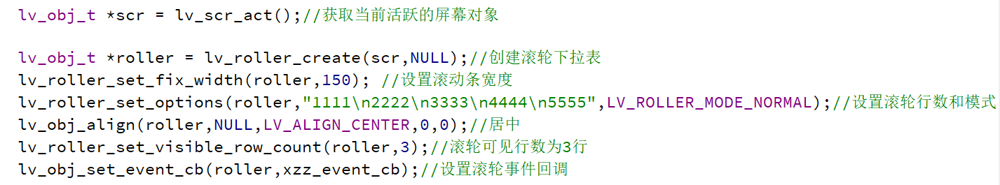 lv_obj_t *scr = lv_scr_act();//获取当前活跃的屏幕对象
lv_obj_t *roller = lv_roller_create(scr,NULL);//创建滚轮下拉表
lv_roller_set_fix_width(roller,150); //设置滚动条宽度
lv_roller_set_options(roller,"1111\n2222\n3333\n4444\n5555",LV_ROLLER_MODE_NORMAL);//设置滚轮行数和模式
lv_obj_align(roller,NULL,LV_ALIGN_CENTER,0,0);//居中
lv_roller_set_visible_row_count(roller,3);//滚轮可见行数为3行
lv_obj_set_event_cb(roller,xzz_event_cb);//设置滚轮事件回调